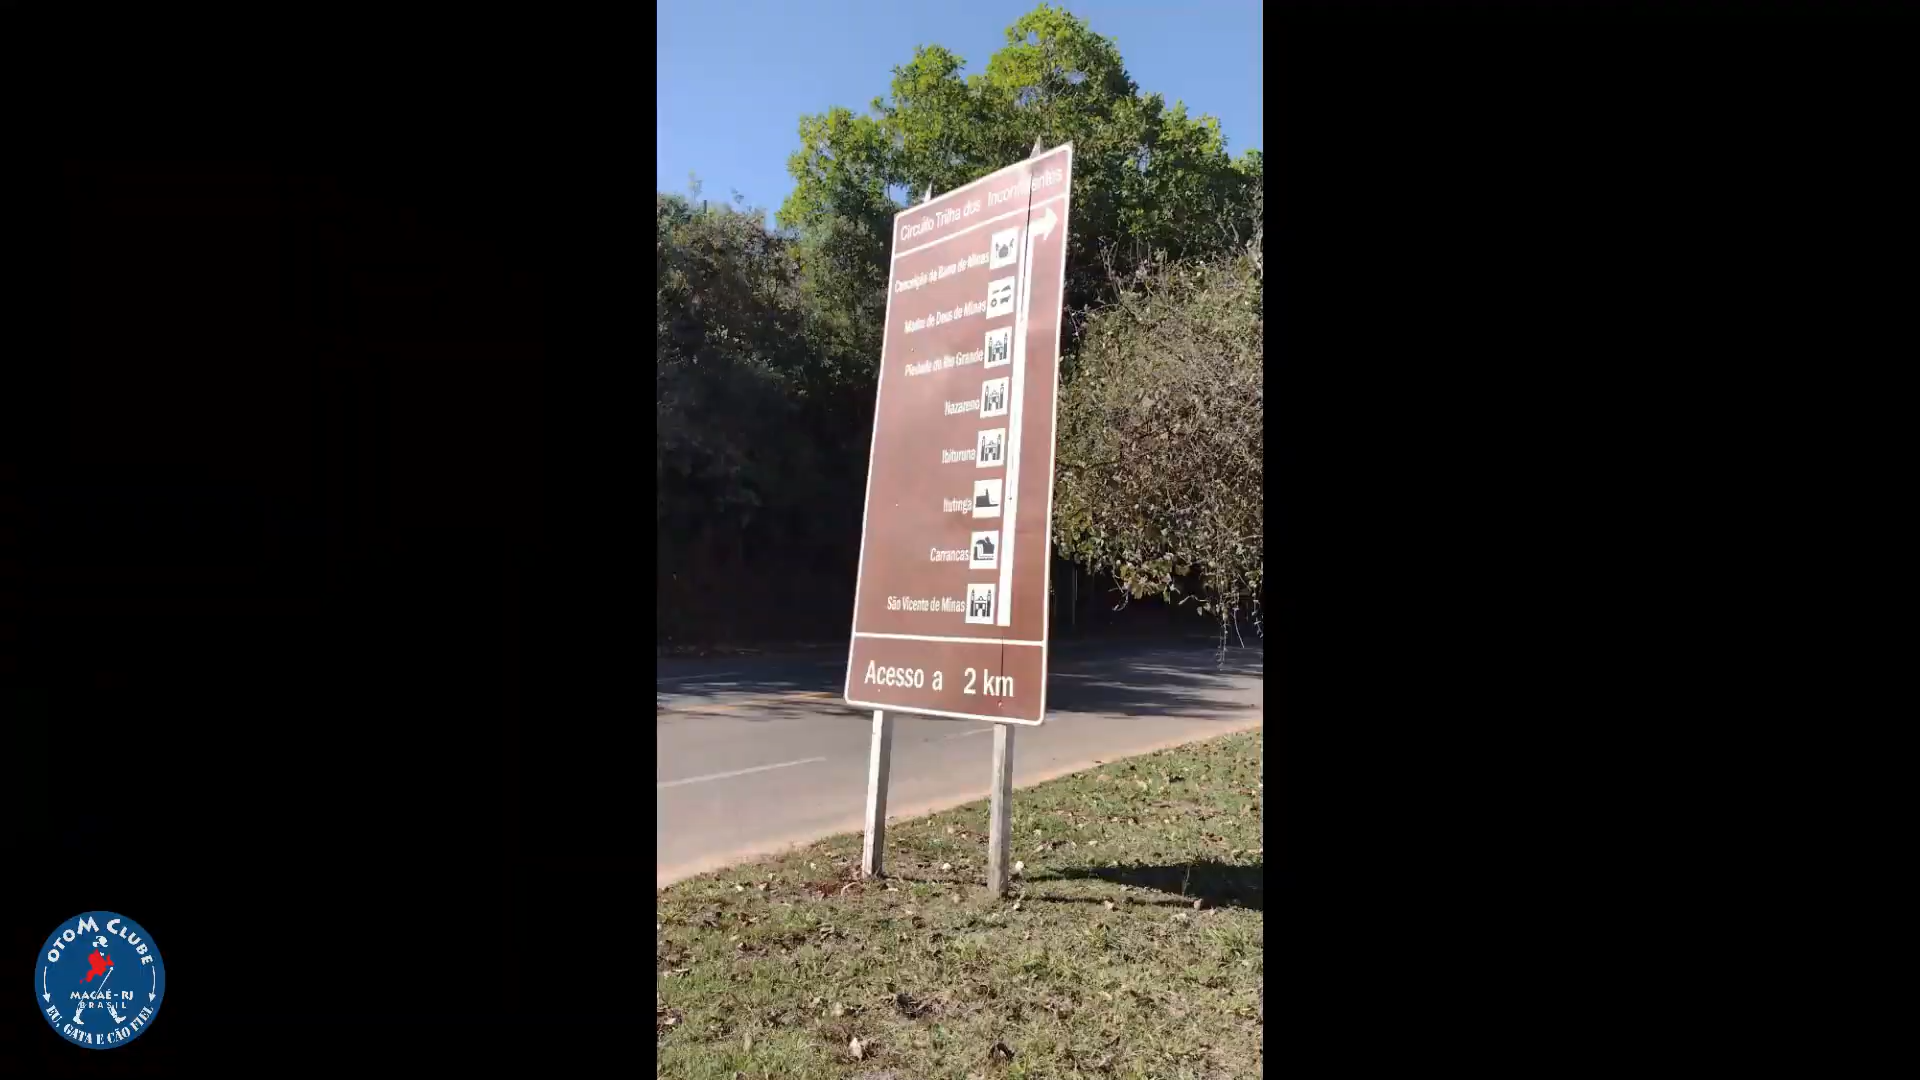 Circuito Trilha dos Inconfidentes
Conceição da Barra de Minas
Madre de Deus de Minas
Piedade do Rio Grande
Nazareno
Ibituruna
Itutinga
Carrancas
São Vicente de Minas
Acesso a 2 km
OTOM CLUBE
MACAÉ-RJ
BRASIL
EU, GATA E CÃO FIEL